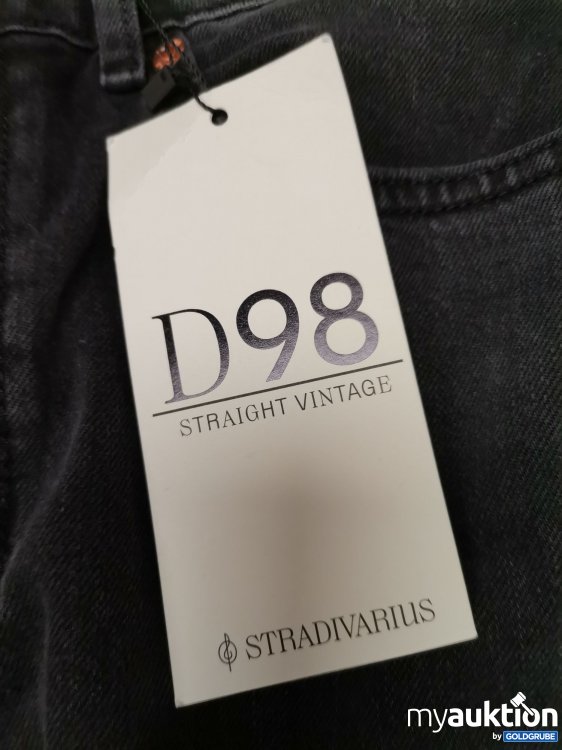 D98
STRAIGHT VINTAGE
STRADIVARIUS
myauktion
by GOLDGRUBE